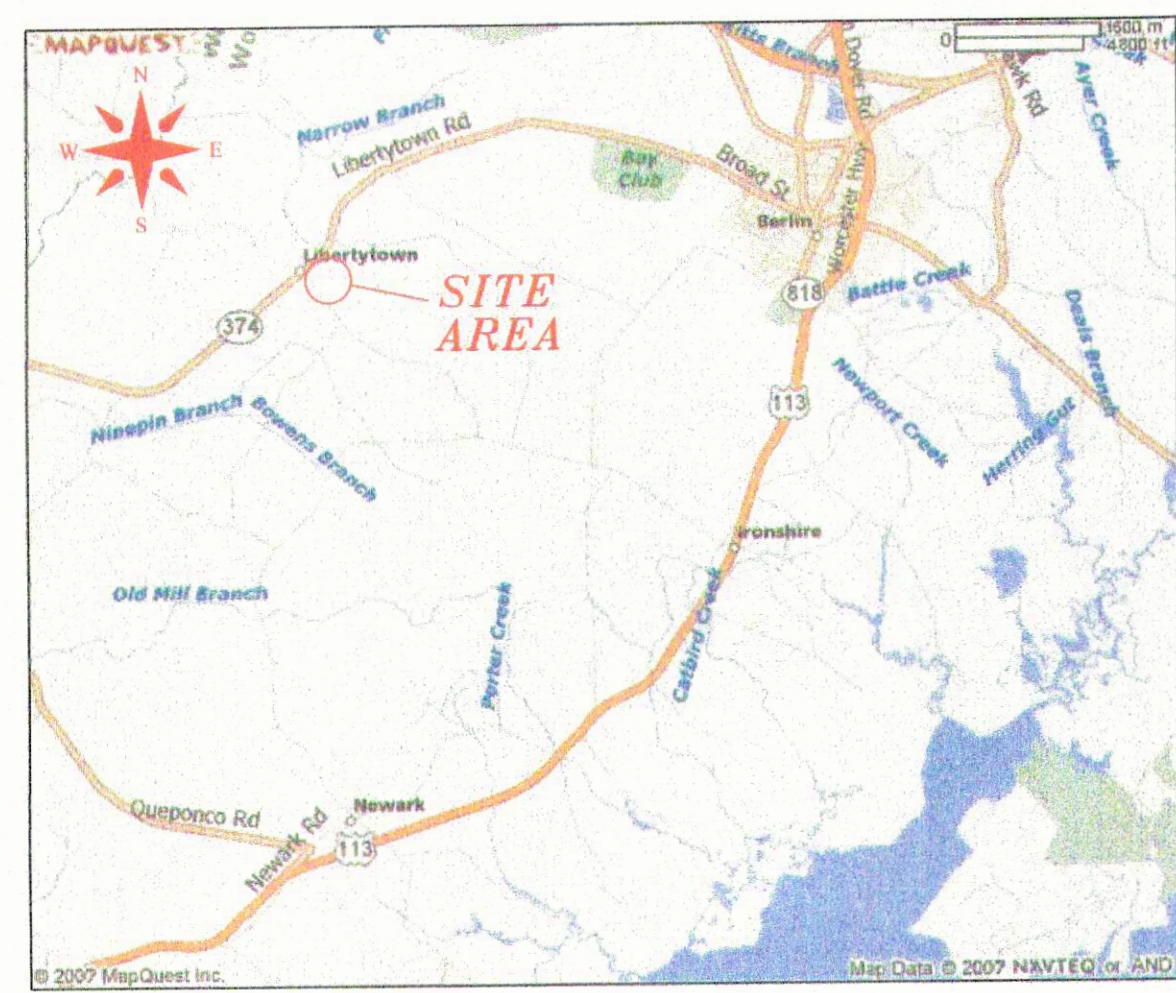 MAPQUEST
N
W E
S
0
1600 m
4800 ft
Kitts Branch
Dover Rd
Ayer Creek
Narrow Branch
Libertytown Rd
Bay
Club
Broad St
Worcester Hwy
Berlin
Libertytown
SITE
AREA
818
Battle Creek
374
Deals Branch
113
Newport Creek
Ninepin Branch
Bowens Branch
Herring Gut
Ironshire
Old Mill Branch
Porter Creek
Catbird Creek
Queponco Rd
Newark
Newark Rd
113
© 2007 MapQuest Inc.
Map Data © 2007 NAVTEQ or AND